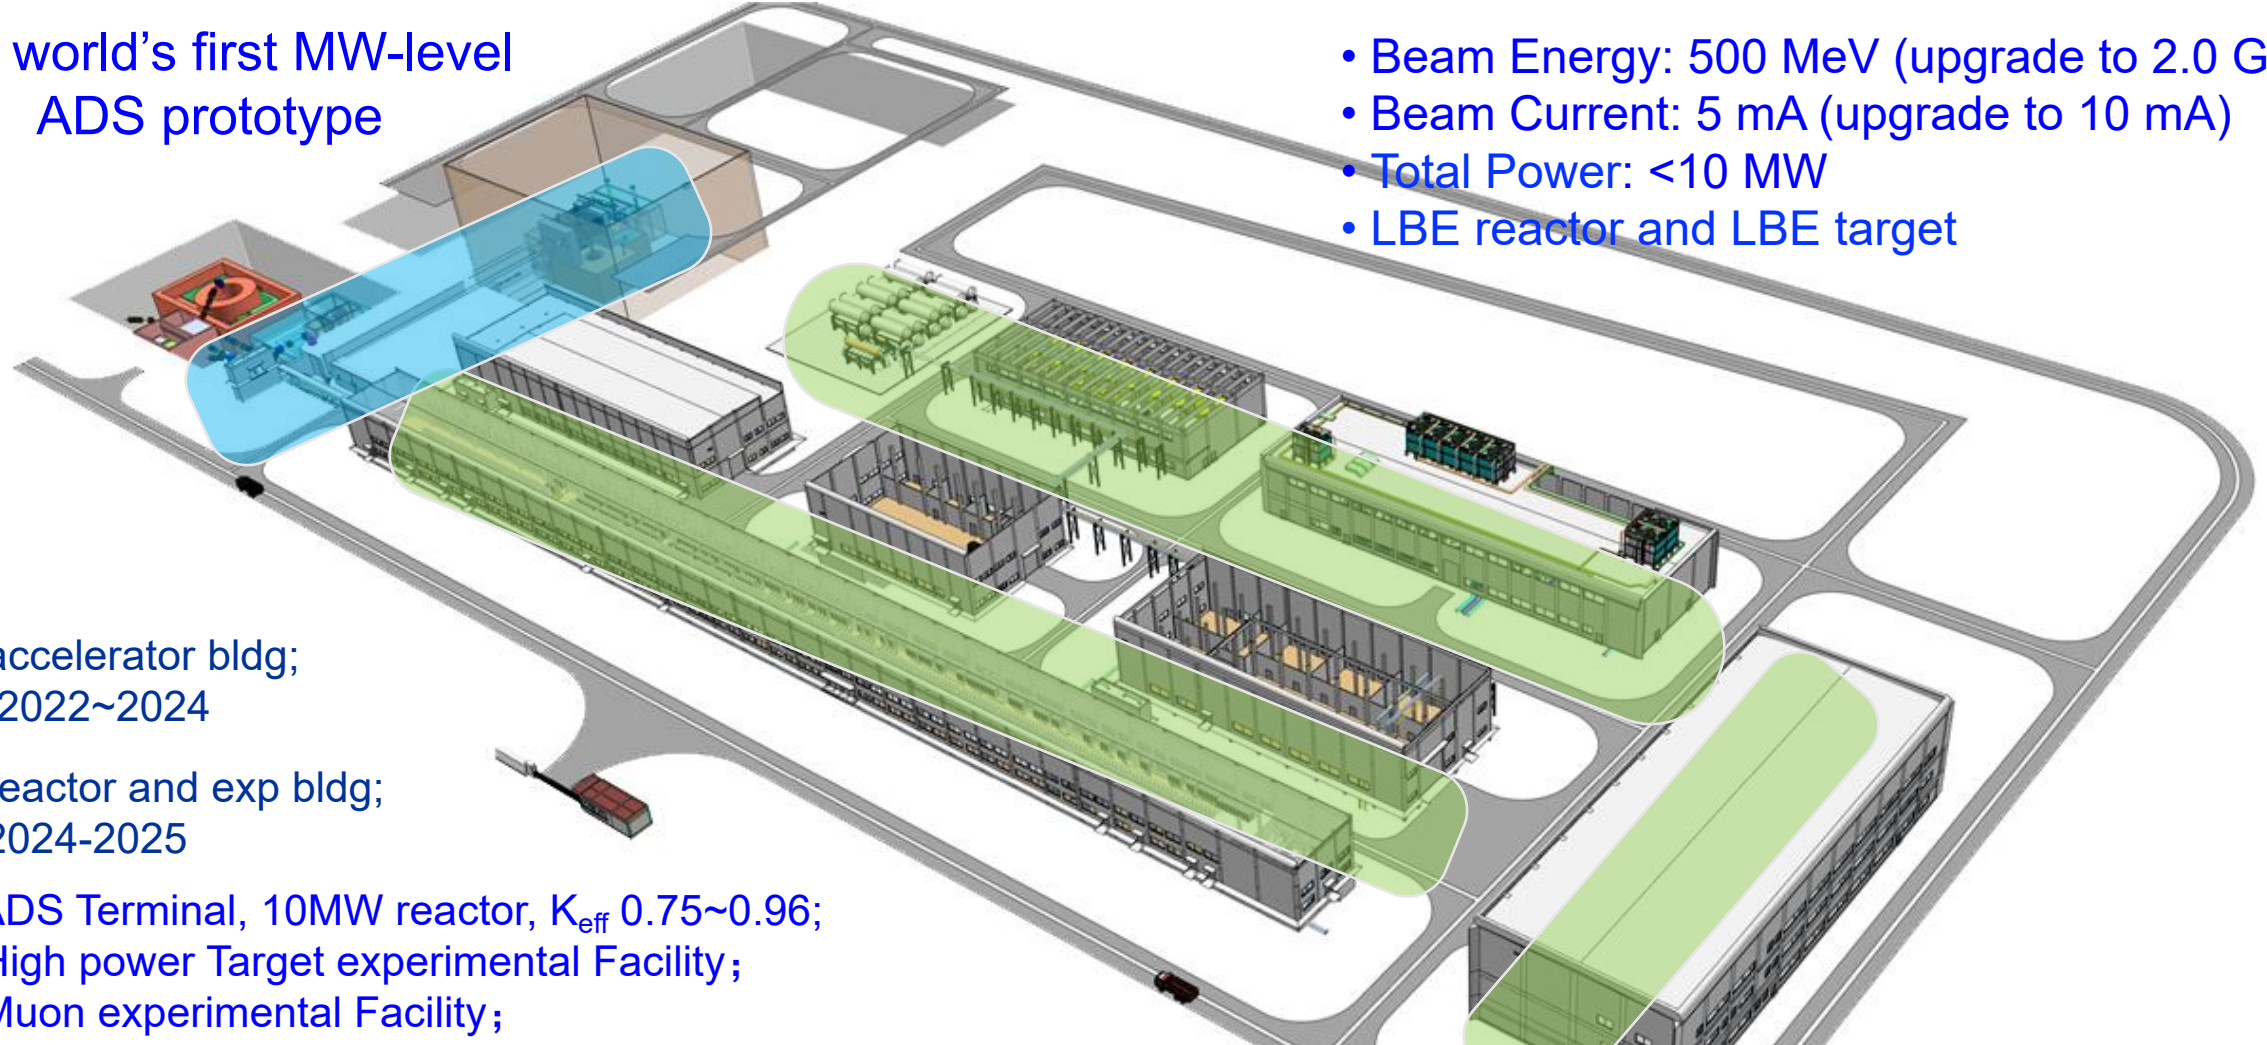 world’s first MW-level
ADS prototype
• Beam Energy: 500 MeV (upgrade to 2.0 G
• Beam Current: 5 mA (upgrade to 10 mA)
• Total Power: <10 MW
• LBE reactor and LBE target
accelerator bldg;
2022~2024
reactor and exp bldg;
2024-2025
ADS Terminal, 10MW reactor, Keff 0.75~0.96;
High power Target experimental Facility；
Muon experimental Facility；